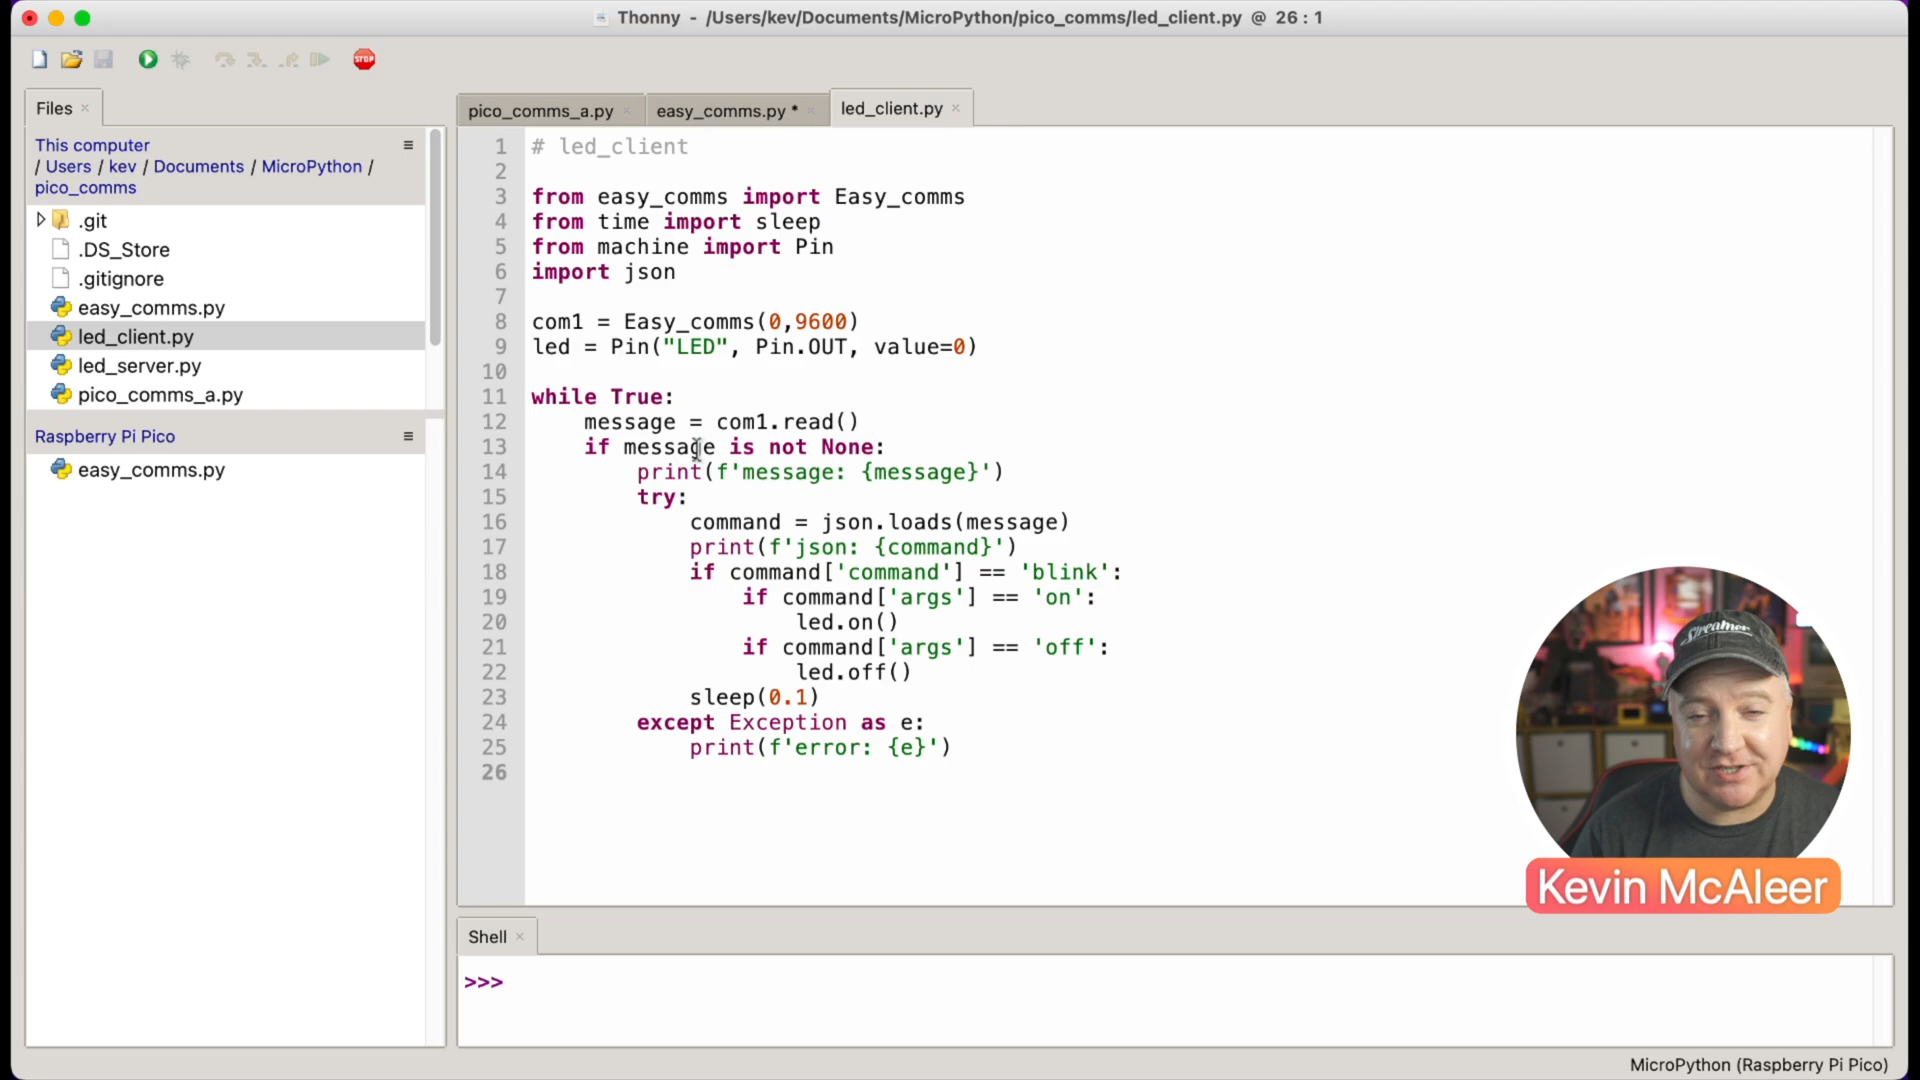 Thonny - /Users/kev/Documents/MicroPython/pico_comms/led_client.py @ 26 : 1
STOP
Files
This computer
/ Users / kev / Documents / MicroPython /
pico_comms
.git
.DS_Store
.gitignore
easy_comms.py
led_client.py
led_server.py
pico_comms_a.py
Raspberry Pi Pico
easy_comms.py
pico_comms_a.py
easy_comms.py *
led_client.py
1 # led_client
2
3 from easy_comms import Easy_comms
4 from time import sleep
5 from machine import Pin
6 import json
7
8 com1 = Easy_comms(0,9600)
9 led = Pin("LED", Pin.OUT, value=0)
10
11 while True:
12 message = com1.read()
13 if message is not None:
14 print(f'message: {message}')
15 try:
16 command = json.loads(message)
17 print(f'json: {command}')
18 if command['command'] == 'blink':
19 if command['args'] == 'on':
20 led.on()
21 if command['args'] == 'off':
22 led.off()
23 sleep(0.1)
24 except Exception as e:
25 print(f'error: {e}')
26
Streamer
Kevin McAleer
Shell
>>>
MicroPython (Raspberry Pi Pico)